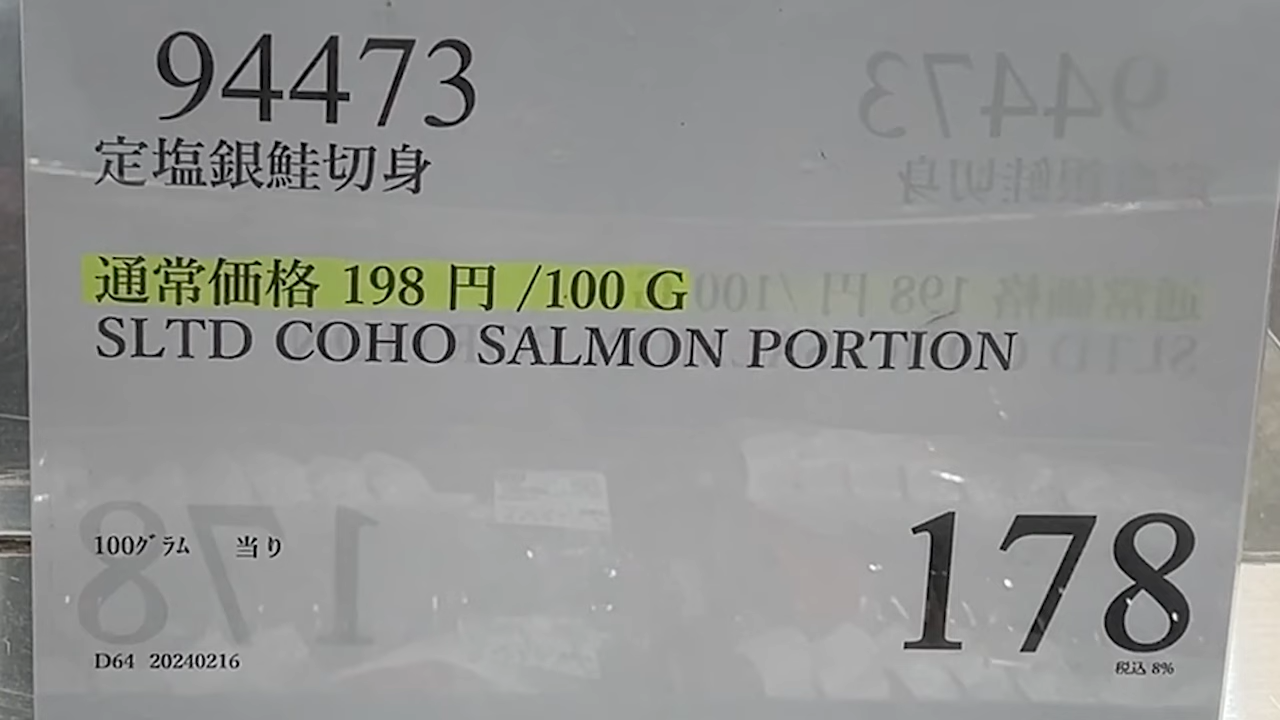 94473
定塩銀鮭切身
通常価格 198 円 /100 G
SLTD COHO SALMON PORTION
100ｸﾞﾗﾑ 当り
178
税込 8%
D64 20240216